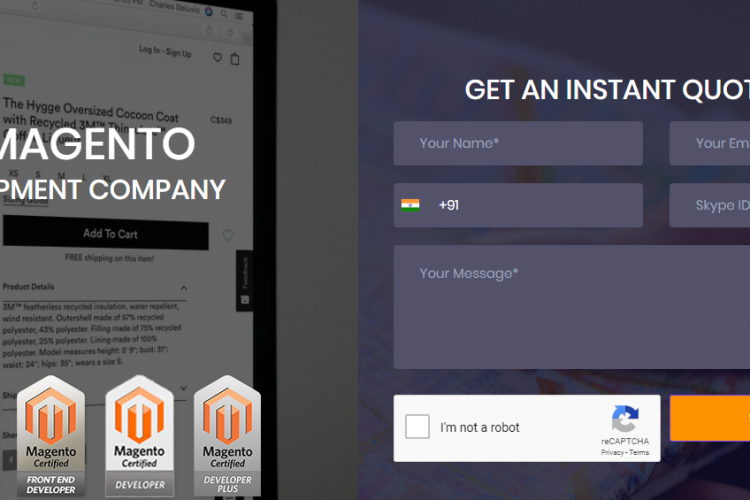 Charles Deluvio
Log In - Sign Up
The Hygge Oversized Cocoon Coat
with Recycled 3M™
C$349
MAGENTO
PMENT COMPANY
XS S M L XL
Sizing Guide
Add To Cart
FREE shipping on this item!
Feedback
Product Details
3M™ featherless recycled insulation, water repellent,
wind resistant. Outershell made of 57% recycled
polyester, 43% polyester. Filling made of 75% recycled
polyester, 25% polyester. Lining made of 100%
polyester. Model measures height: 5' 9"; bust: 31";
waist: 24"; hips: 35"; wears a size S.
Magento
Certified
FRONT END
DEVELOPER
Magento
Certified
DEVELOPER
Magento
Certified
DEVELOPER
PLUS
GET AN INSTANT QUOT
Your Name*
Your Em
+91
Skype ID
Your Message*
I'm not a robot
reCAPTCHA
Privacy - Terms